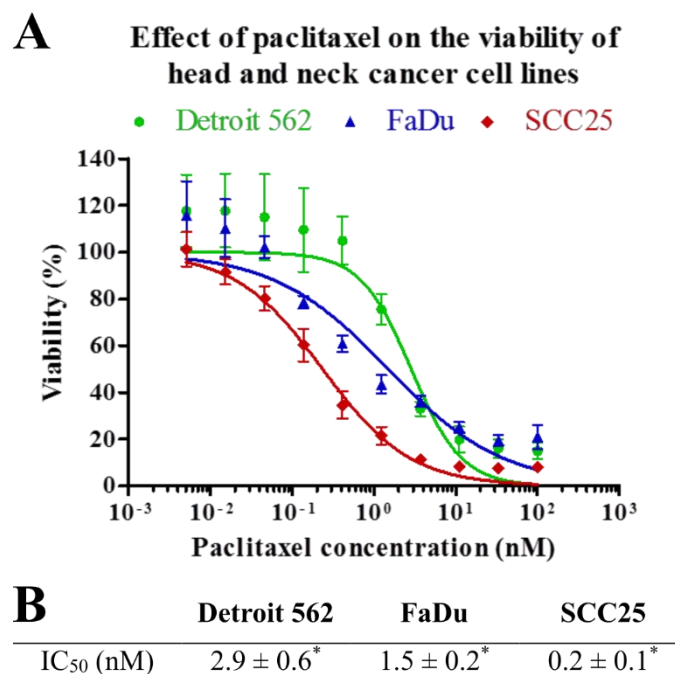 A
Effect of paclitaxel on the viability of
head and neck cancer cell lines
Detroit 562 FaDu SCC25
140
120
100
80
60
40
20
0
Viability (%)
10⁻³ 10⁻² 10⁻¹ 10⁰ 10¹ 10² 10³
Paclitaxel concentration (nM)
B
Detroit 562 FaDu SCC25
IC₅₀ (nM) 2.9 ± 0.6* 1.5 ± 0.2* 0.2 ± 0.1*